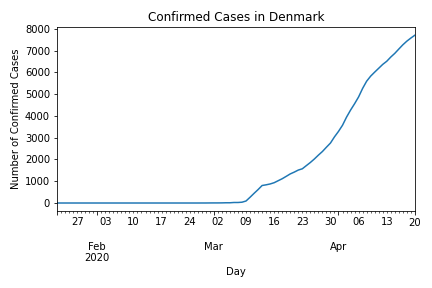 Confirmed Cases in Denmark
8000
7000
6000
5000
4000
3000
2000
1000
0
Number of Confirmed Cases
27 03 10 17 24 02 09 16 23 30 06 13 20
Feb Mar Apr
2020
Day